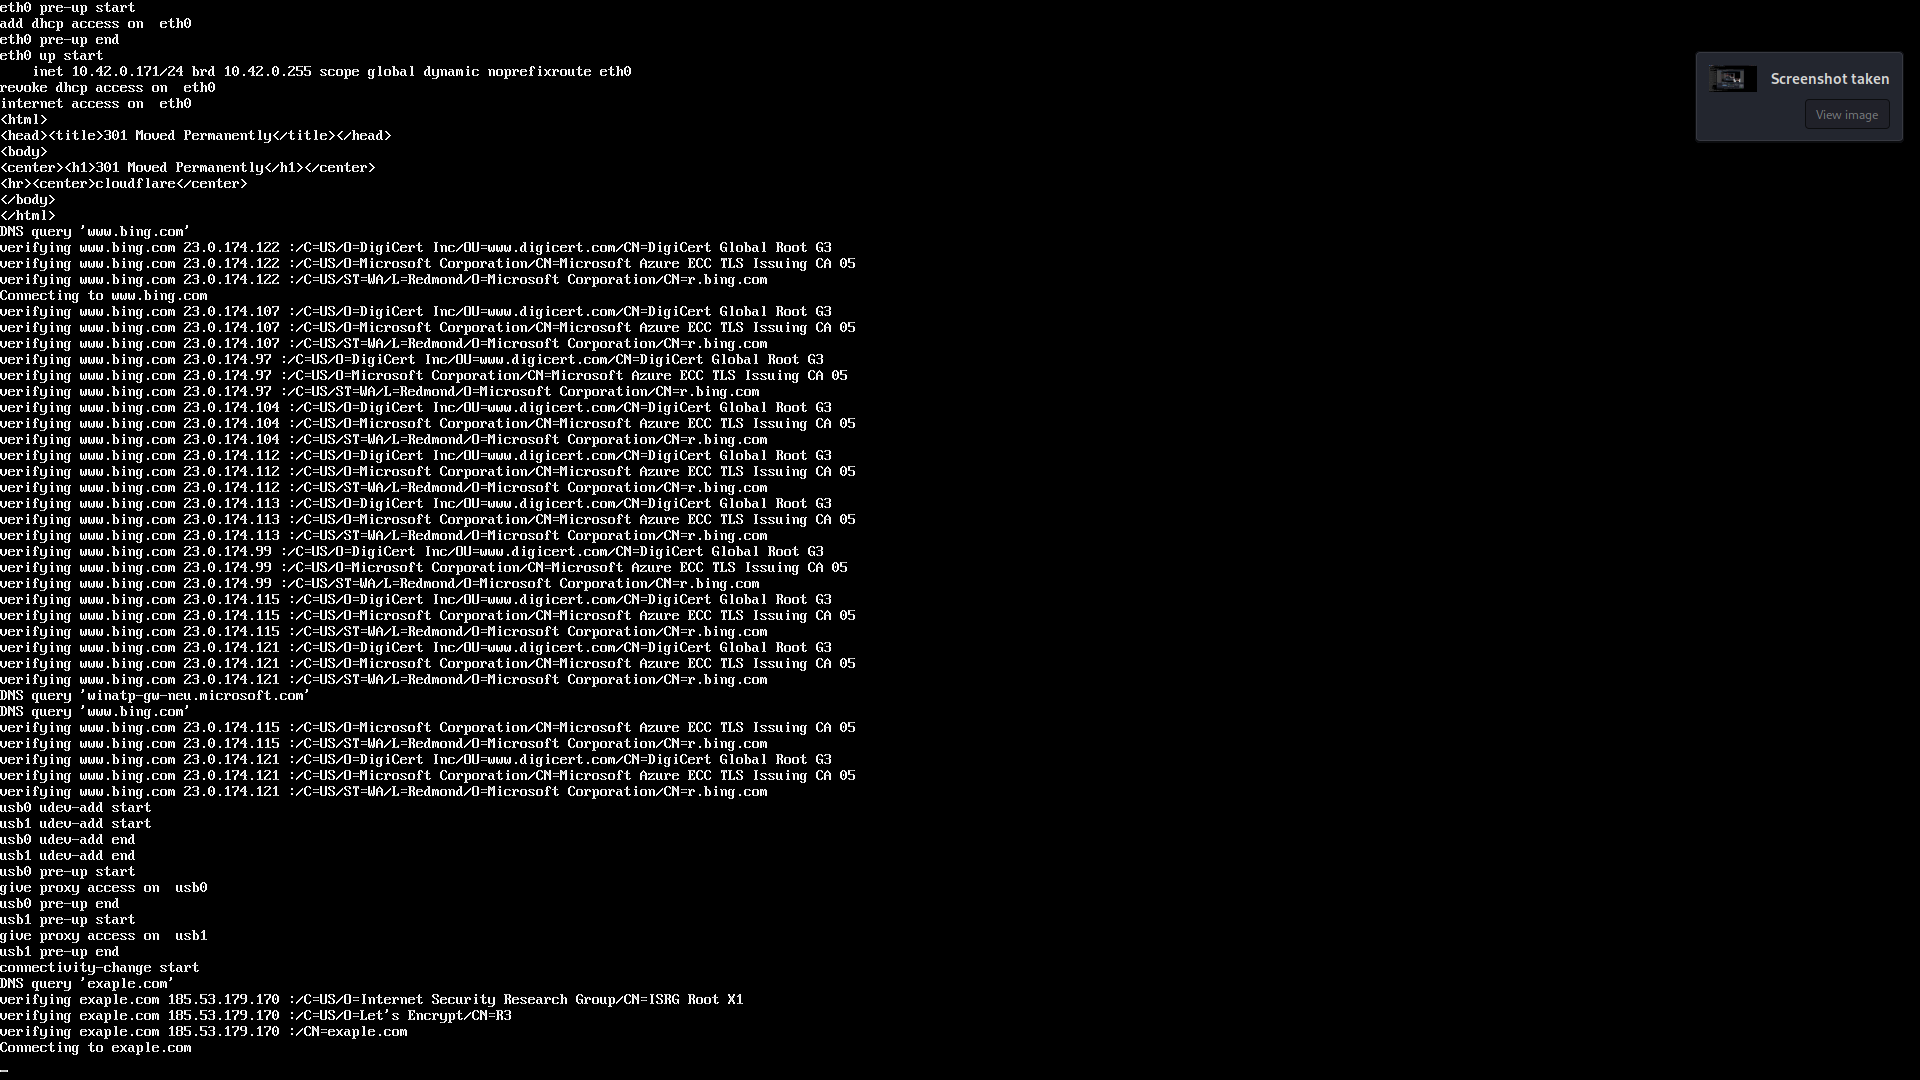 eth0 pre-up start
add dhcp access on  eth0
eth0 pre-up end
eth0 up start
    inet 10.42.0.171/24 brd 10.42.0.255 scope global dynamic noprefixroute eth0
revoke dhcp access on  eth0
internet access on  eth0
<html>
<head><title>301 Moved Permanently</title></head>
<body>
<center><h1>301 Moved Permanently</h1></center>
<hr><center>cloudflare</center>
</body>
</html>
DNS query 'www.bing.com'
verifying www.bing.com 23.0.174.122 :/C=US/O=DigiCert Inc/OU=www.digicert.com/CN=DigiCert Global Root G3
verifying www.bing.com 23.0.174.122 :/C=US/O=Microsoft Corporation/CN=Microsoft Azure ECC TLS Issuing CA 05
verifying www.bing.com 23.0.174.122 :/C=US/ST=WA/L=Redmond/O=Microsoft Corporation/CN=r.bing.com
Connecting to www.bing.com
verifying www.bing.com 23.0.174.107 :/C=US/O=DigiCert Inc/OU=www.digicert.com/CN=DigiCert Global Root G3
verifying www.bing.com 23.0.174.107 :/C=US/O=Microsoft Corporation/CN=Microsoft Azure ECC TLS Issuing CA 05
verifying www.bing.com 23.0.174.107 :/C=US/ST=WA/L=Redmond/O=Microsoft Corporation/CN=r.bing.com
verifying www.bing.com 23.0.174.97 :/C=US/O=DigiCert Inc/OU=www.digicert.com/CN=DigiCert Global Root G3
verifying www.bing.com 23.0.174.97 :/C=US/O=Microsoft Corporation/CN=Microsoft Azure ECC TLS Issuing CA 05
verifying www.bing.com 23.0.174.97 :/C=US/ST=WA/L=Redmond/O=Microsoft Corporation/CN=r.bing.com
verifying www.bing.com 23.0.174.104 :/C=US/O=DigiCert Inc/OU=www.digicert.com/CN=DigiCert Global Root G3
verifying www.bing.com 23.0.174.104 :/C=US/O=Microsoft Corporation/CN=Microsoft Azure ECC TLS Issuing CA 05
verifying www.bing.com 23.0.174.104 :/C=US/ST=WA/L=Redmond/O=Microsoft Corporation/CN=r.bing.com
verifying www.bing.com 23.0.174.112 :/C=US/O=DigiCert Inc/OU=www.digicert.com/CN=DigiCert Global Root G3
verifying www.bing.com 23.0.174.112 :/C=US/O=Microsoft Corporation/CN=Microsoft Azure ECC TLS Issuing CA 05
verifying www.bing.com 23.0.174.112 :/C=US/ST=WA/L=Redmond/O=Microsoft Corporation/CN=r.bing.com
verifying www.bing.com 23.0.174.113 :/C=US/O=DigiCert Inc/OU=www.digicert.com/CN=DigiCert Global Root G3
verifying www.bing.com 23.0.174.113 :/C=US/O=Microsoft Corporation/CN=Microsoft Azure ECC TLS Issuing CA 05
verifying www.bing.com 23.0.174.113 :/C=US/ST=WA/L=Redmond/O=Microsoft Corporation/CN=r.bing.com
verifying www.bing.com 23.0.174.99 :/C=US/O=DigiCert Inc/OU=www.digicert.com/CN=DigiCert Global Root G3
verifying www.bing.com 23.0.174.99 :/C=US/O=Microsoft Corporation/CN=Microsoft Azure ECC TLS Issuing CA 05
verifying www.bing.com 23.0.174.99 :/C=US/ST=WA/L=Redmond/O=Microsoft Corporation/CN=r.bing.com
verifying www.bing.com 23.0.174.115 :/C=US/O=DigiCert Inc/OU=www.digicert.com/CN=DigiCert Global Root G3
verifying www.bing.com 23.0.174.115 :/C=US/O=Microsoft Corporation/CN=Microsoft Azure ECC TLS Issuing CA 05
verifying www.bing.com 23.0.174.115 :/C=US/ST=WA/L=Redmond/O=Microsoft Corporation/CN=r.bing.com
verifying www.bing.com 23.0.174.121 :/C=US/O=DigiCert Inc/OU=www.digicert.com/CN=DigiCert Global Root G3
verifying www.bing.com 23.0.174.121 :/C=US/O=Microsoft Corporation/CN=Microsoft Azure ECC TLS Issuing CA 05
verifying www.bing.com 23.0.174.121 :/C=US/ST=WA/L=Redmond/O=Microsoft Corporation/CN=r.bing.com
DNS query 'winatp-gw-neu.microsoft.com'
DNS query 'www.bing.com'
verifying www.bing.com 23.0.174.115 :/C=US/O=Microsoft Corporation/CN=Microsoft Azure ECC TLS Issuing CA 05
verifying www.bing.com 23.0.174.115 :/C=US/ST=WA/L=Redmond/O=Microsoft Corporation/CN=r.bing.com
verifying www.bing.com 23.0.174.121 :/C=US/O=DigiCert Inc/OU=www.digicert.com/CN=DigiCert Global Root G3
verifying www.bing.com 23.0.174.121 :/C=US/O=Microsoft Corporation/CN=Microsoft Azure ECC TLS Issuing CA 05
verifying www.bing.com 23.0.174.121 :/C=US/ST=WA/L=Redmond/O=Microsoft Corporation/CN=r.bing.com
usb0 udev-add start
usb1 udev-add start
usb0 udev-add end
usb1 udev-add end
usb0 pre-up start
give proxy access on  usb0
usb0 pre-up end
usb1 pre-up start
give proxy access on  usb1
usb1 pre-up end
connectivity-change start
DNS query 'exaple.com'
verifying exaple.com 185.53.179.170 :/C=US/O=Internet Security Research Group/CN=ISRG Root X1
verifying exaple.com 185.53.179.170 :/C=US/O=Let's Encrypt/CN=R3
verifying exaple.com 185.53.179.170 :/CN=exaple.com
Connecting to exaple.com
_
Screenshot taken
View image